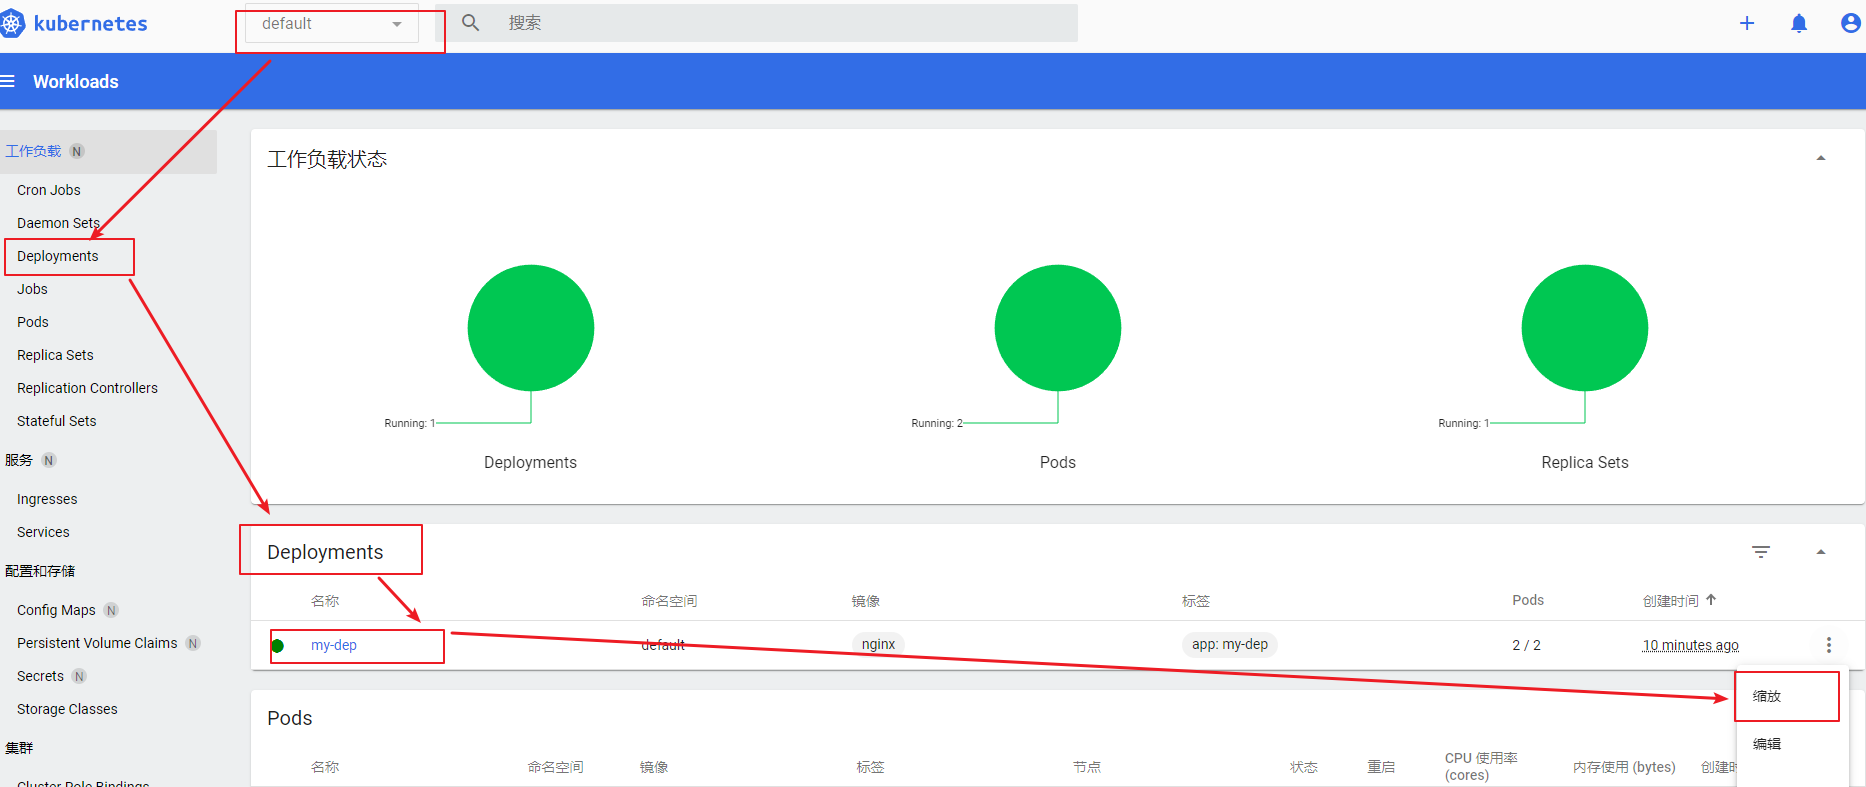 kubernetes
default
搜索
Workloads
工作负载 N
Cron Jobs
Daemon Sets
Deployments
Jobs
Pods
Replica Sets
Replication Controllers
Stateful Sets
服务 N
Ingresses
Services
配置和存储
Config Maps N
Persistent Volume Claims N
Secrets N
Storage Classes
集群
Cluster Role Bindings
工作负载状态
Running: 1
Running: 2
Running: 1
Deployments
Pods
Replica Sets
Deployments
名称 命名空间 镜像 标签 Pods 创建时间
my-dep default nginx app: my-dep 2 / 2 10 minutes ago
缩放
编辑
Pods
名称 命名空间 镜像 标签 节点 状态 重启 CPU 使用率 (cores) 内存使用 (bytes) 创建时